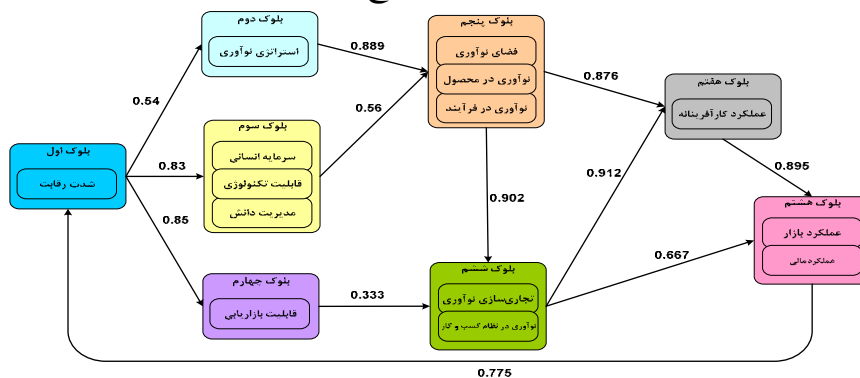 بلوک اول
شدت رقابت
0.54
0.83
0.85
بلوک دوم
استراتژی نوآوری
بلوک سوم
سرمایه انسانی
قابلیت تکنولوژی
مدیریت دانش
بلوک چهارم
قابلیت بازاریابی
0.889
0.56
0.333
بلوک پنجم
فضای نوآوری
نوآوری در محصول
نوآوری در فرآیند
0.902
بلوک ششم
تجاری‌سازی نوآوری
نوآوری در نظام کسب و کار
0.876
0.912
0.667
بلوک هفتم
عملکرد کارآفرینانه
0.895
بلوک هشتم
عملکرد بازار
عملکردمالی
0.775